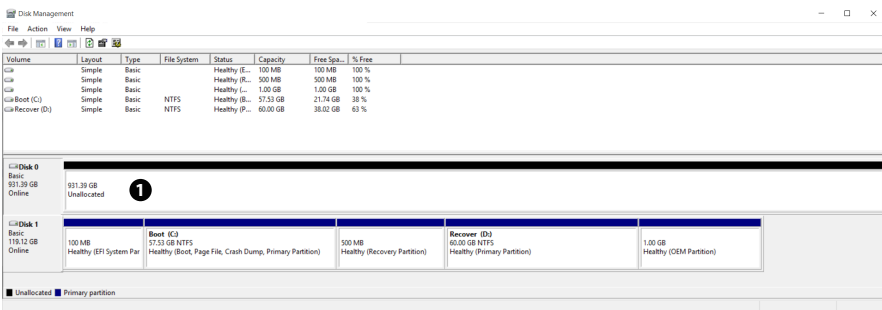 Disk Management
File Action View Help
Volume Layout Type File System Status Capacity Free Spa... % Free
Simple Basic Healthy (E... 100 MB 100 MB 100 %
Simple Basic Healthy (R... 500 MB 500 MB 100 %
Simple Basic Healthy (... 1.00 GB 1.00 GB 100 %
Boot (C:) Simple Basic NTFS Healthy (B... 57.53 GB 21.74 GB 38 %
Recover (D:) Simple Basic NTFS Healthy (P... 60.00 GB 38.02 GB 63 %
Disk 0
Basic
931.39 GB
Online
931.39 GB
Unallocated
1
Disk 1
Basic
119.12 GB
Online
100 MB
Healthy (EFI System Par
Boot (C:)
57.53 GB NTFS
Healthy (Boot, Page File, Crash Dump, Primary Partition)
500 MB
Healthy (Recovery Partition)
Recover (D:)
60.00 GB NTFS
Healthy (Primary Partition)
1.00 GB
Healthy (OEM Partition)
Unallocated Primary partition